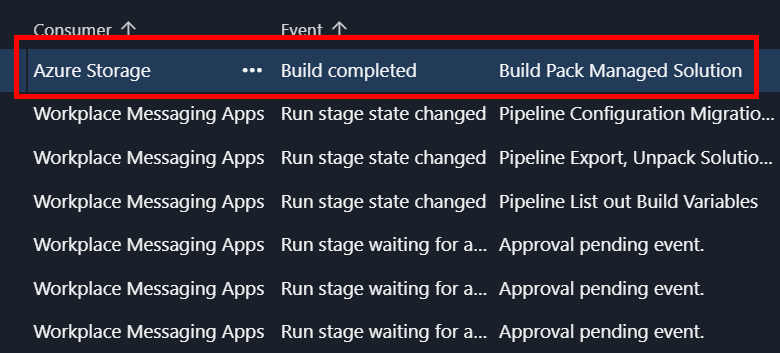 Consumer ↑ Event ↑
Azure Storage ••• Build completed Build Pack Managed Solution
Workplace Messaging Apps Run stage state changed Pipeline Configuration Migratio...
Workplace Messaging Apps Run stage state changed Pipeline Export, Unpack Solutio...
Workplace Messaging Apps Run stage state changed Pipeline List out Build Variables
Workplace Messaging Apps Run stage waiting for a... Approval pending event.
Workplace Messaging Apps Run stage waiting for a... Approval pending event.
Workplace Messaging Apps Run stage waiting for a... Approval pending event.